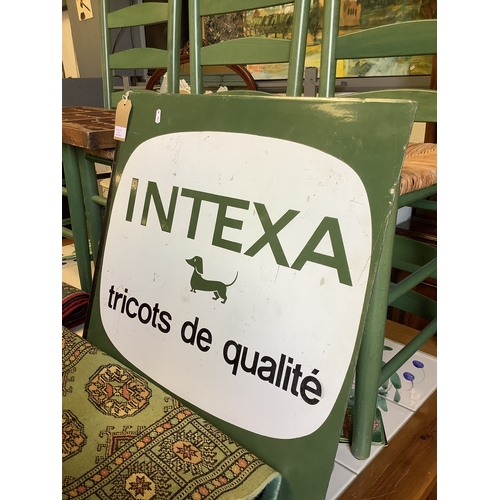 INTEXA
tricots de qualité